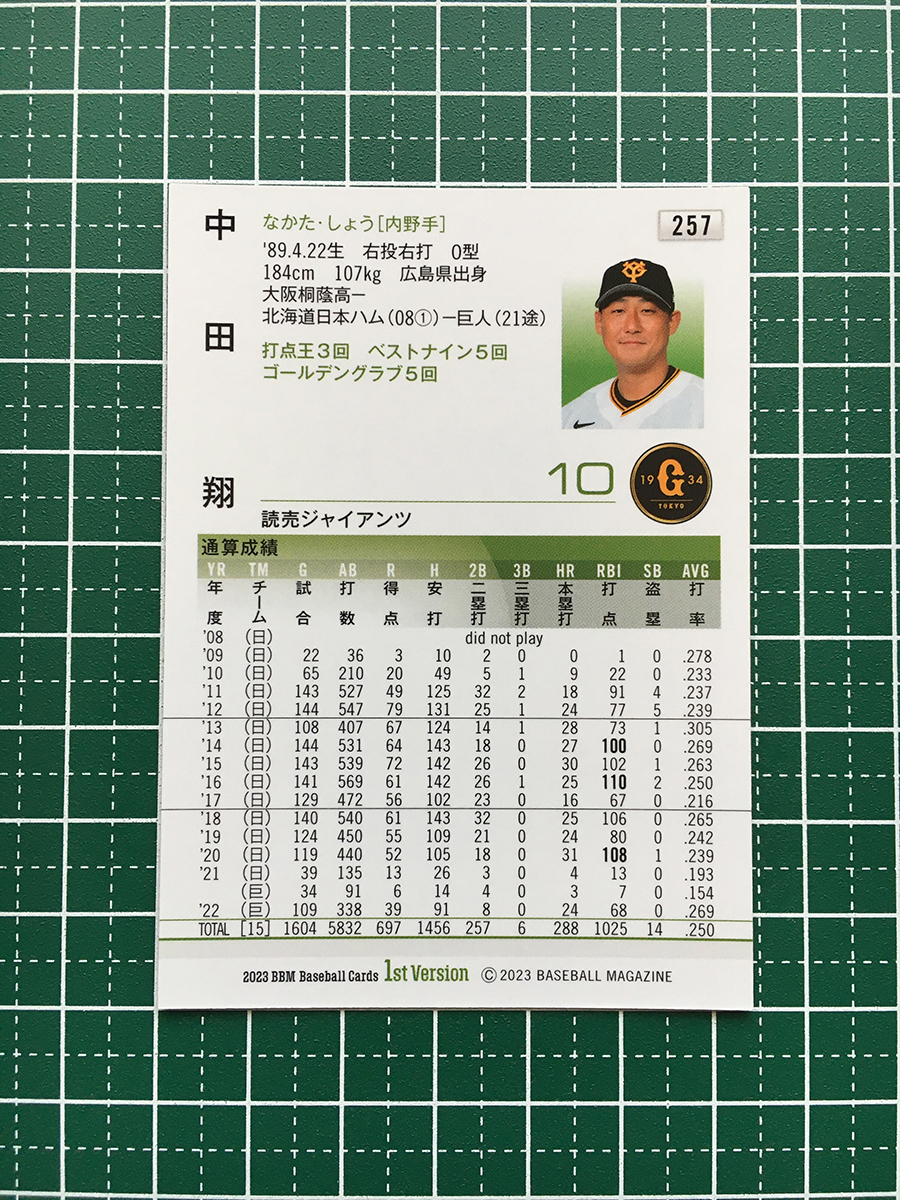 中田翔
257
なかた・しょう[内野手]
'89.4.22生 右投右打 O型
184cm 107kg 広島県出身
大阪桐蔭高ー
北海道日本ハム(08①)ー巨人(21途)
打点王3回 ベストナイン5回
ゴールデングラブ5回
YG
10
19 G 34
TOKYO
読売ジャイアンツ
通算成績
YR TM G AB R H 2B 3B HR RBI SB AVG
年度 チーム 試合 打数 得点 安打 二塁打 三塁打 本塁打 打点 盗塁 打率
'08 (日) did not play
'09 (日) 22 36 3 10 2 0 0 1 0 .278
'10 (日) 65 210 20 49 5 1 9 22 0 .233
'11 (日) 143 527 49 125 32 2 18 91 4 .237
'12 (日) 144 547 79 131 25 1 24 77 5 .239
'13 (日) 108 407 67 124 14 1 28 73 1 .305
'14 (日) 144 531 64 143 18 0 27 100 0 .269
'15 (日) 143 539 72 142 26 0 30 102 1 .263
'16 (日) 141 569 61 142 26 1 25 110 2 .250
'17 (日) 129 472 56 102 23 0 16 67 0 .216
'18 (日) 140 540 61 143 32 0 25 106 0 .265
'19 (日) 124 450 55 109 21 0 24 80 0 .242
'20 (日) 119 440 52 105 18 0 31 108 1 .239
'21 (日) 39 135 13 26 3 0 4 13 0 .193
(巨) 34 91 6 14 4 0 3 7 0 .154
'22 (巨) 109 338 39 91 8 0 24 68 0 .269
TOTAL [15] 1604 5832 697 1456 257 6 288 1025 14 .250
2023 BBM Baseball Cards 1st Version ©2023 BASEBALL MAGAZINE